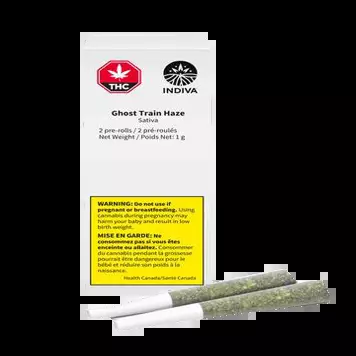 THC
INDIVA
Ghost Train Haze
Sativa
2 pre-rolls / 2 pré-roulés
Net Weight / Poids Net: 1 g
WARNING: Do not use if
pregnant or breastfeeding. Using
cannabis during pregnancy may
harm your baby and result in low
birth weight.
MISE EN GARDE: Ne
consommez pas si vous êtes
enceinte ou allaitez. Consommer
du cannabis pendant la grossesse
pourrait être dangereux pour le
bébé et réduire son poids à la
naissance.
Health Canada/Santé Canada